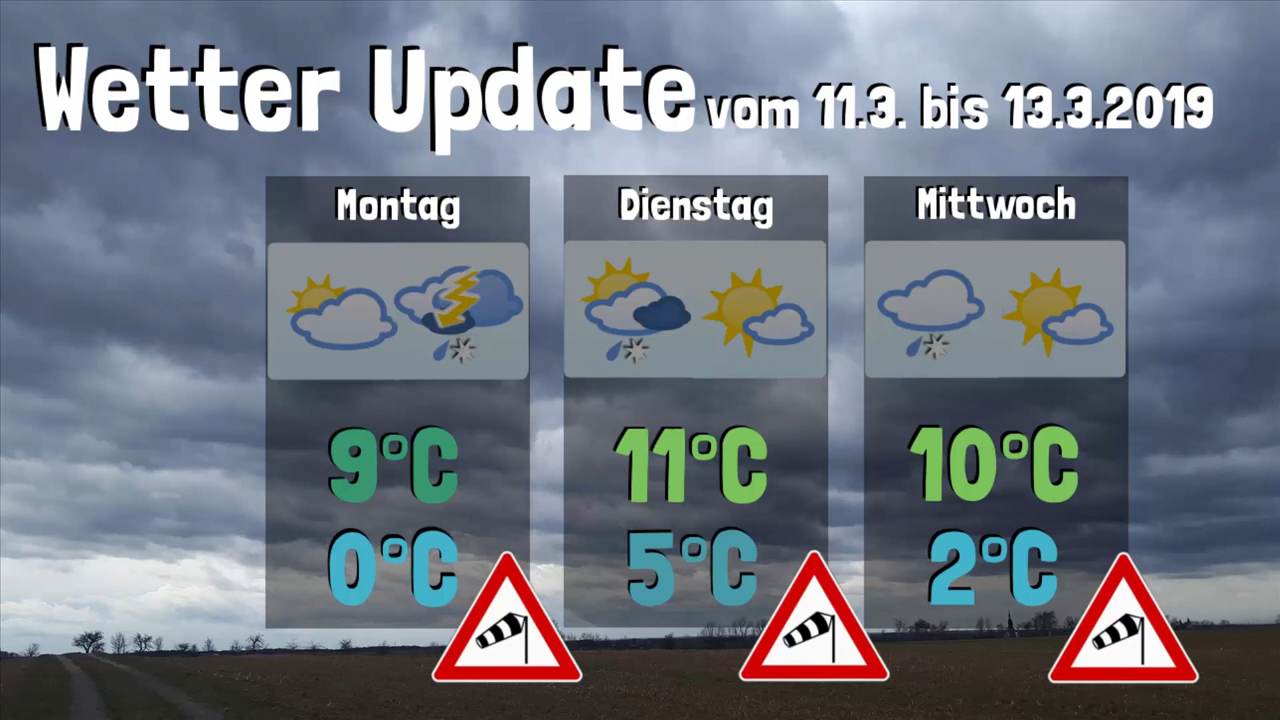 Wetter Update vom 11.3. bis 13.3.2019
Montag
Dienstag
Mittwoch
9°C
11°C
10°C
0°C
5°C
2°C